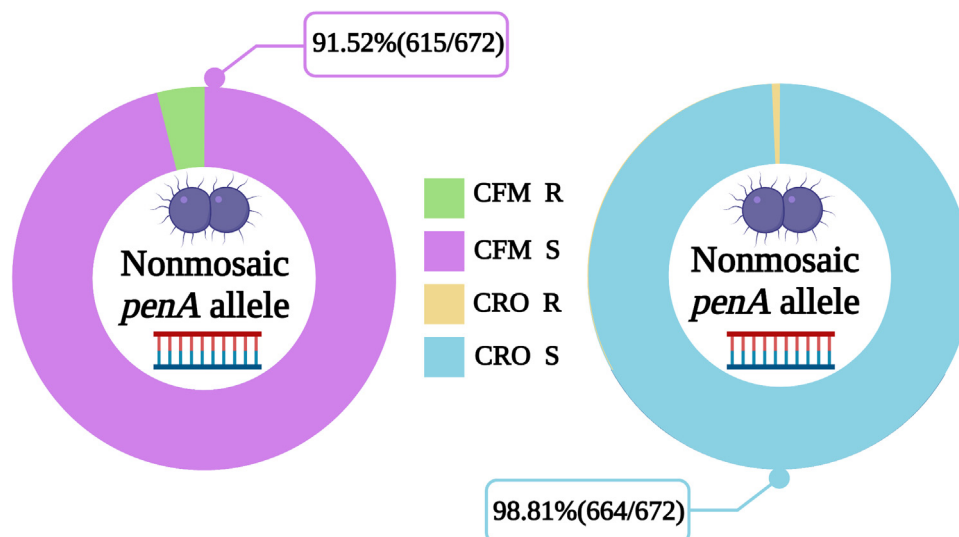 91.52%(615/672)
Nonmosaic
penA allele
CFM R
CFM S
CRO R
CRO S
Nonmosaic
penA allele
98.81%(664/672)